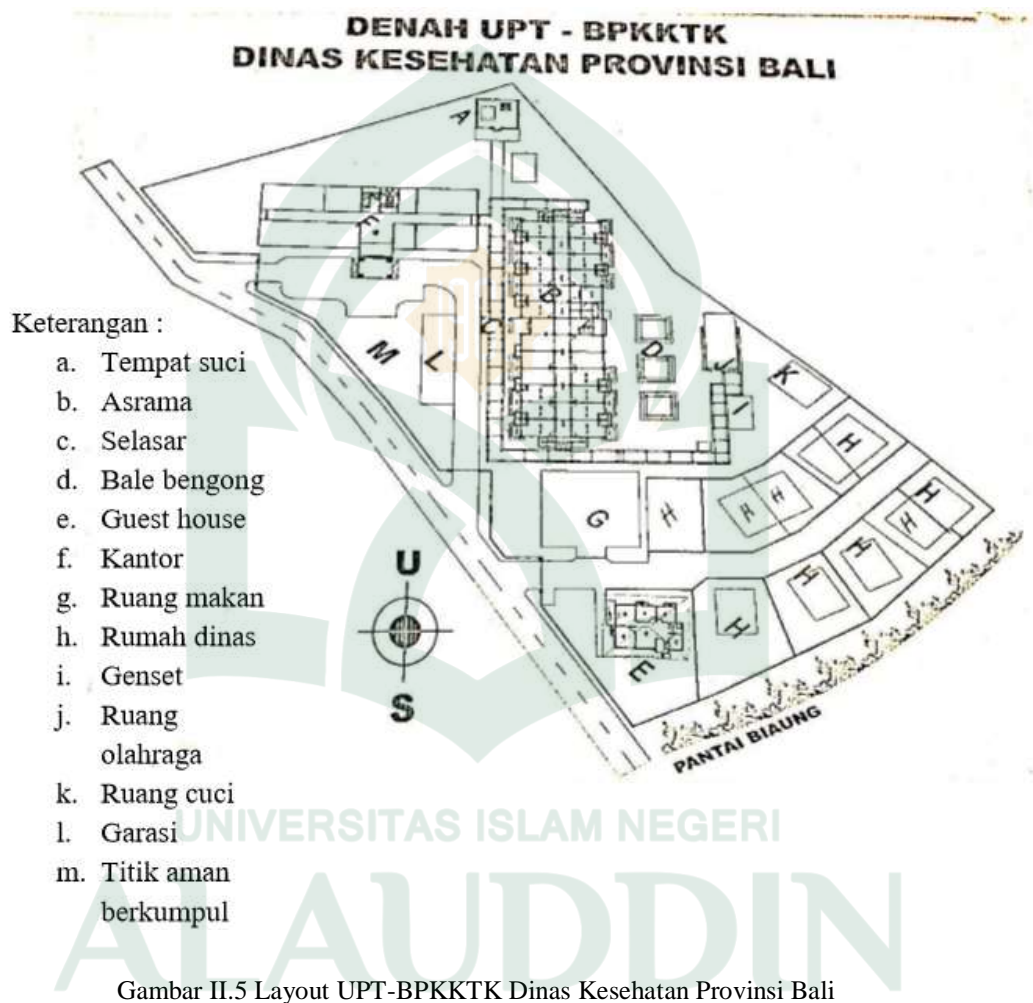 DENAH UPT - BPKKTK
DINAS KESEHATAN PROVINSI BALI
A
F
B
C
M
L
D
J
K
I
H
H
H
H
G
H
H
H
H
H
H
E
E
PANTAI BIAUNG
U
S
Keterangan :
a. Tempat suci
b. Asrama
c. Selasar
d. Bale bengong
e. Guest house
f. Kantor
g. Ruang makan
h. Rumah dinas
i. Genset
j. Ruang
olahraga
k. Ruang cuci
l. Garasi
m. Titik aman
berkumpul
UNIVERSITAS ISLAM NEGERI
ALAUDDIN
Gambar II.5 Layout UPT-BPKKTK Dinas Kesehatan Provinsi Bali